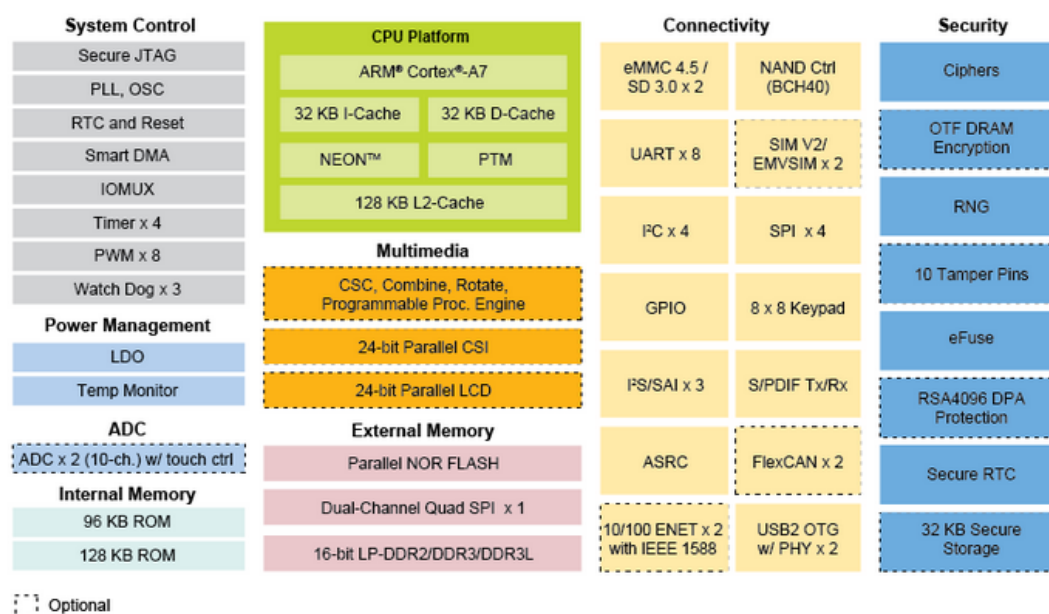 System Control
Secure JTAG
PLL, OSC
RTC and Reset
Smart DMA
IOMUX
Timer x 4
PWM x 8
Watch Dog x 3
Power Management
LDO
Temp Monitor
ADC
ADC x 2 (10-ch.) w/ touch ctrl
Internal Memory
96 KB ROM
128 KB ROM
CPU Platform
ARM® Cortex®-A7
32 KB I-Cache
32 KB D-Cache
NEON™
PTM
128 KB L2-Cache
Multimedia
CSC, Combine, Rotate,
Programmable Proc. Engine
24-bit Parallel CSI
24-bit Parallel LCD
External Memory
Parallel NOR FLASH
Dual-Channel Quad SPI x 1
16-bit LP-DDR2/DDR3/DDR3L
Connectivity
eMMC 4.5 /
SD 3.0 x 2
NAND Ctrl
(BCH40)
UART x 8
SIM V2/
EMVSIM x 2
I²C x 4
SPI x 4
GPIO
8 x 8 Keypad
I²S/SAI x 3
S/PDIF Tx/Rx
ASRC
FlexCAN x 2
10/100 ENET x 2
with IEEE 1588
USB2 OTG
w/ PHY x 2
Security
Ciphers
OTF DRAM
Encryption
RNG
10 Tamper Pins
eFuse
RSA4096 DPA
Protection
Secure RTC
32 KB Secure
Storage
Optional